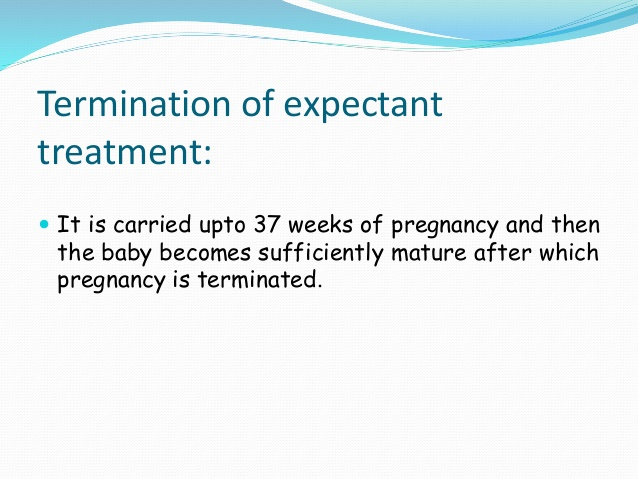 Termination of expectant
treatment:
It is carried upto 37 weeks of pregnancy and then
the baby becomes sufficiently mature after which
pregnancy is terminated.